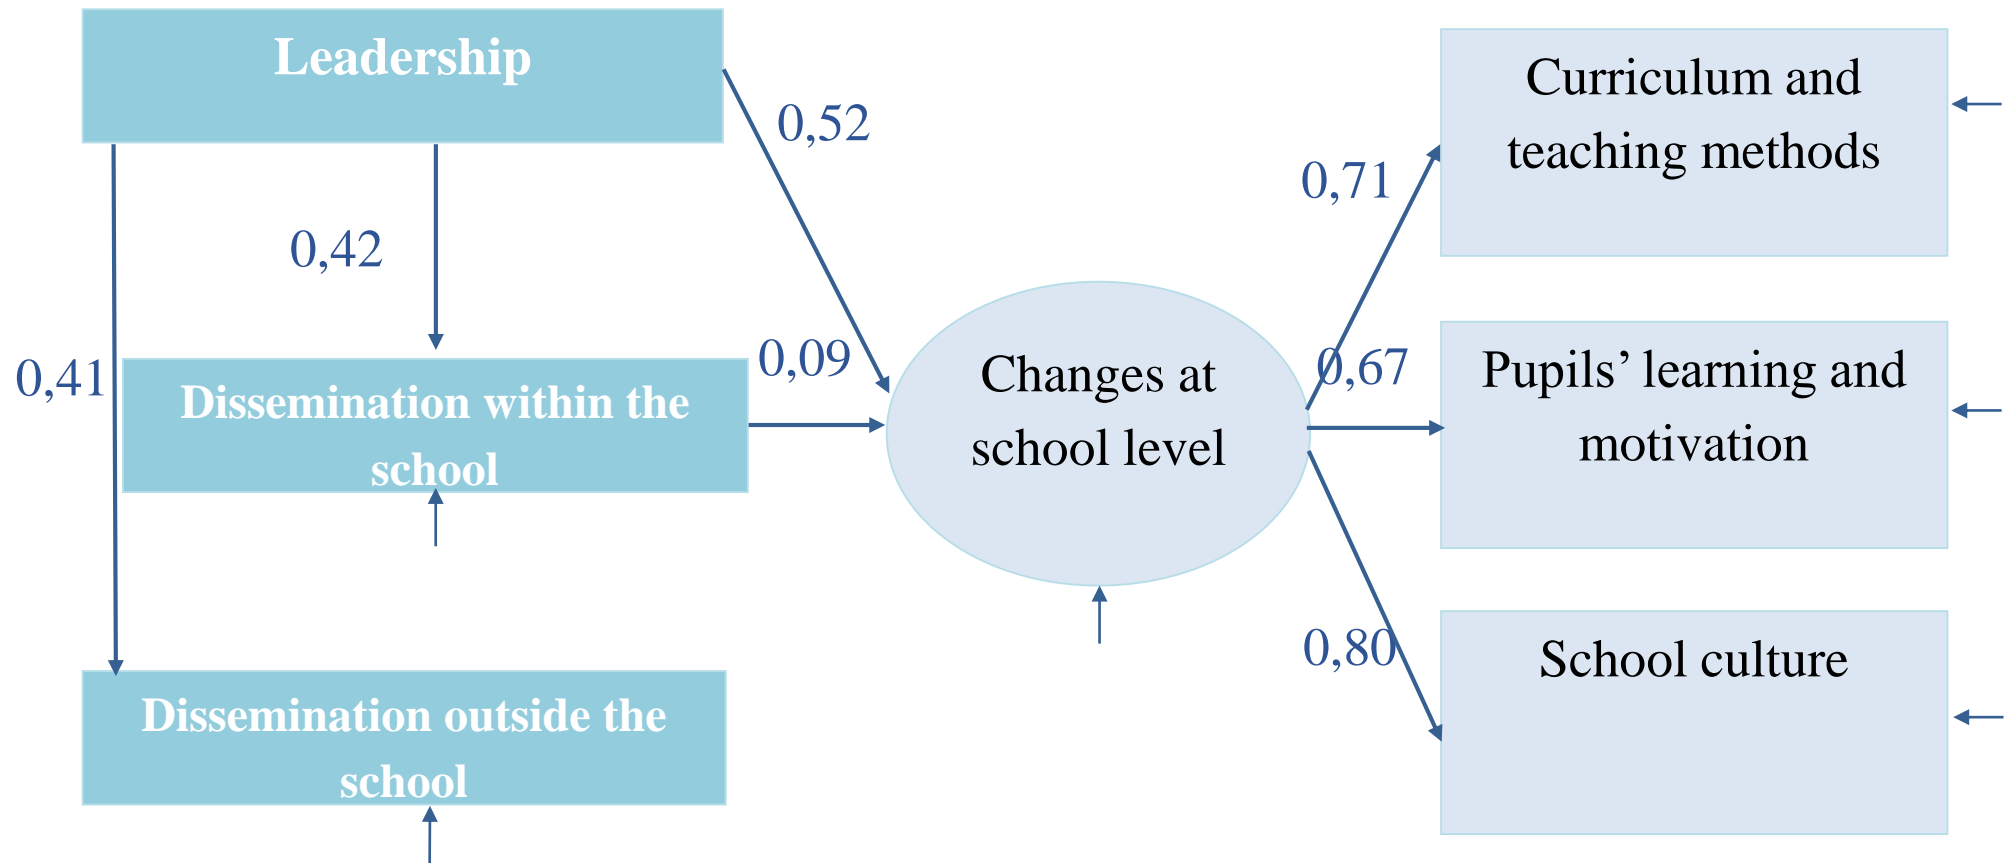 Leadership
0,52
0,42
0,41
0,09
Dissemination within the
school
Dissemination outside the
school
Changes at
school level
0,71
0,67
0,80
Curriculum and
teaching methods
Pupils’ learning and
motivation
School culture